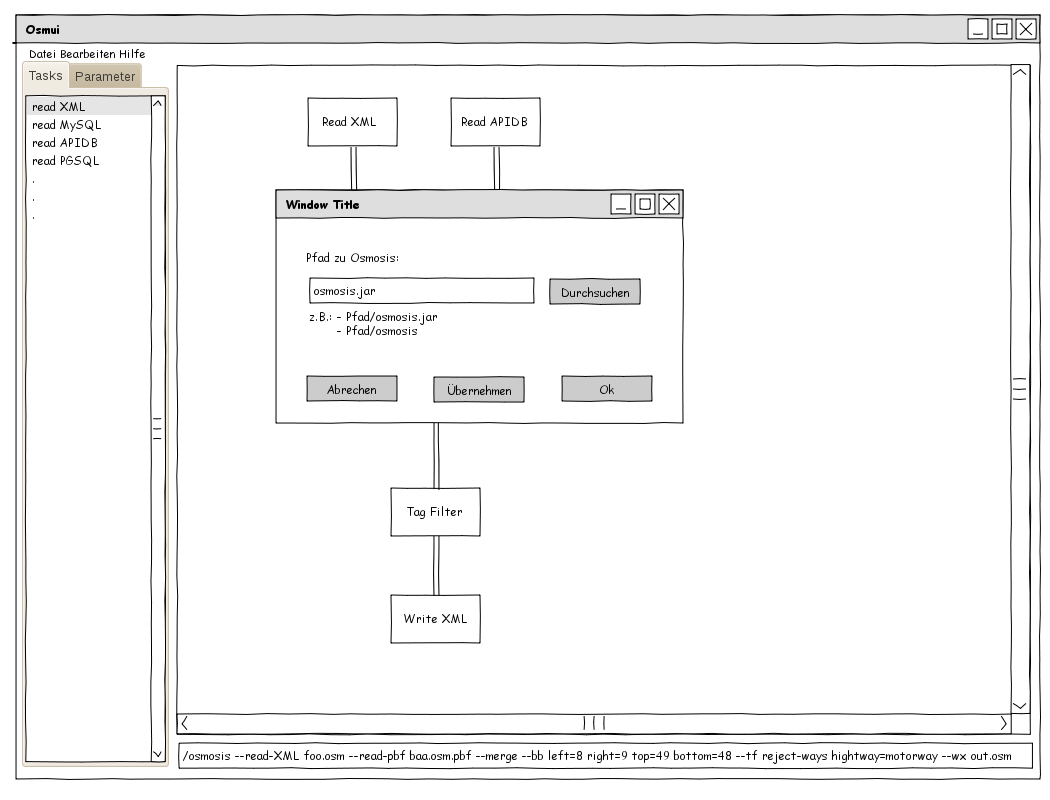 Osmui
Datei Bearbeiten Hilfe
Tasks Parameter
read XML
read MySQL
read APIDB
read PGSQL
.
.
.
Read XML
Read APIDB
Window Title
Pfad zu Osmosis:
osmosis.jar
Durchsuchen
z.B.: - Pfad/osmosis.jar
- Pfad/osmosis
Abrechen
Übernehmen
Ok
Tag Filter
Write XML
/osmosis --read-XML foo.osm --read-pbf baa.osm.pbf --merge --bb left=8 right=9 top=49 bottom=48 --tf reject-ways hightway=motorway --wx out.osm